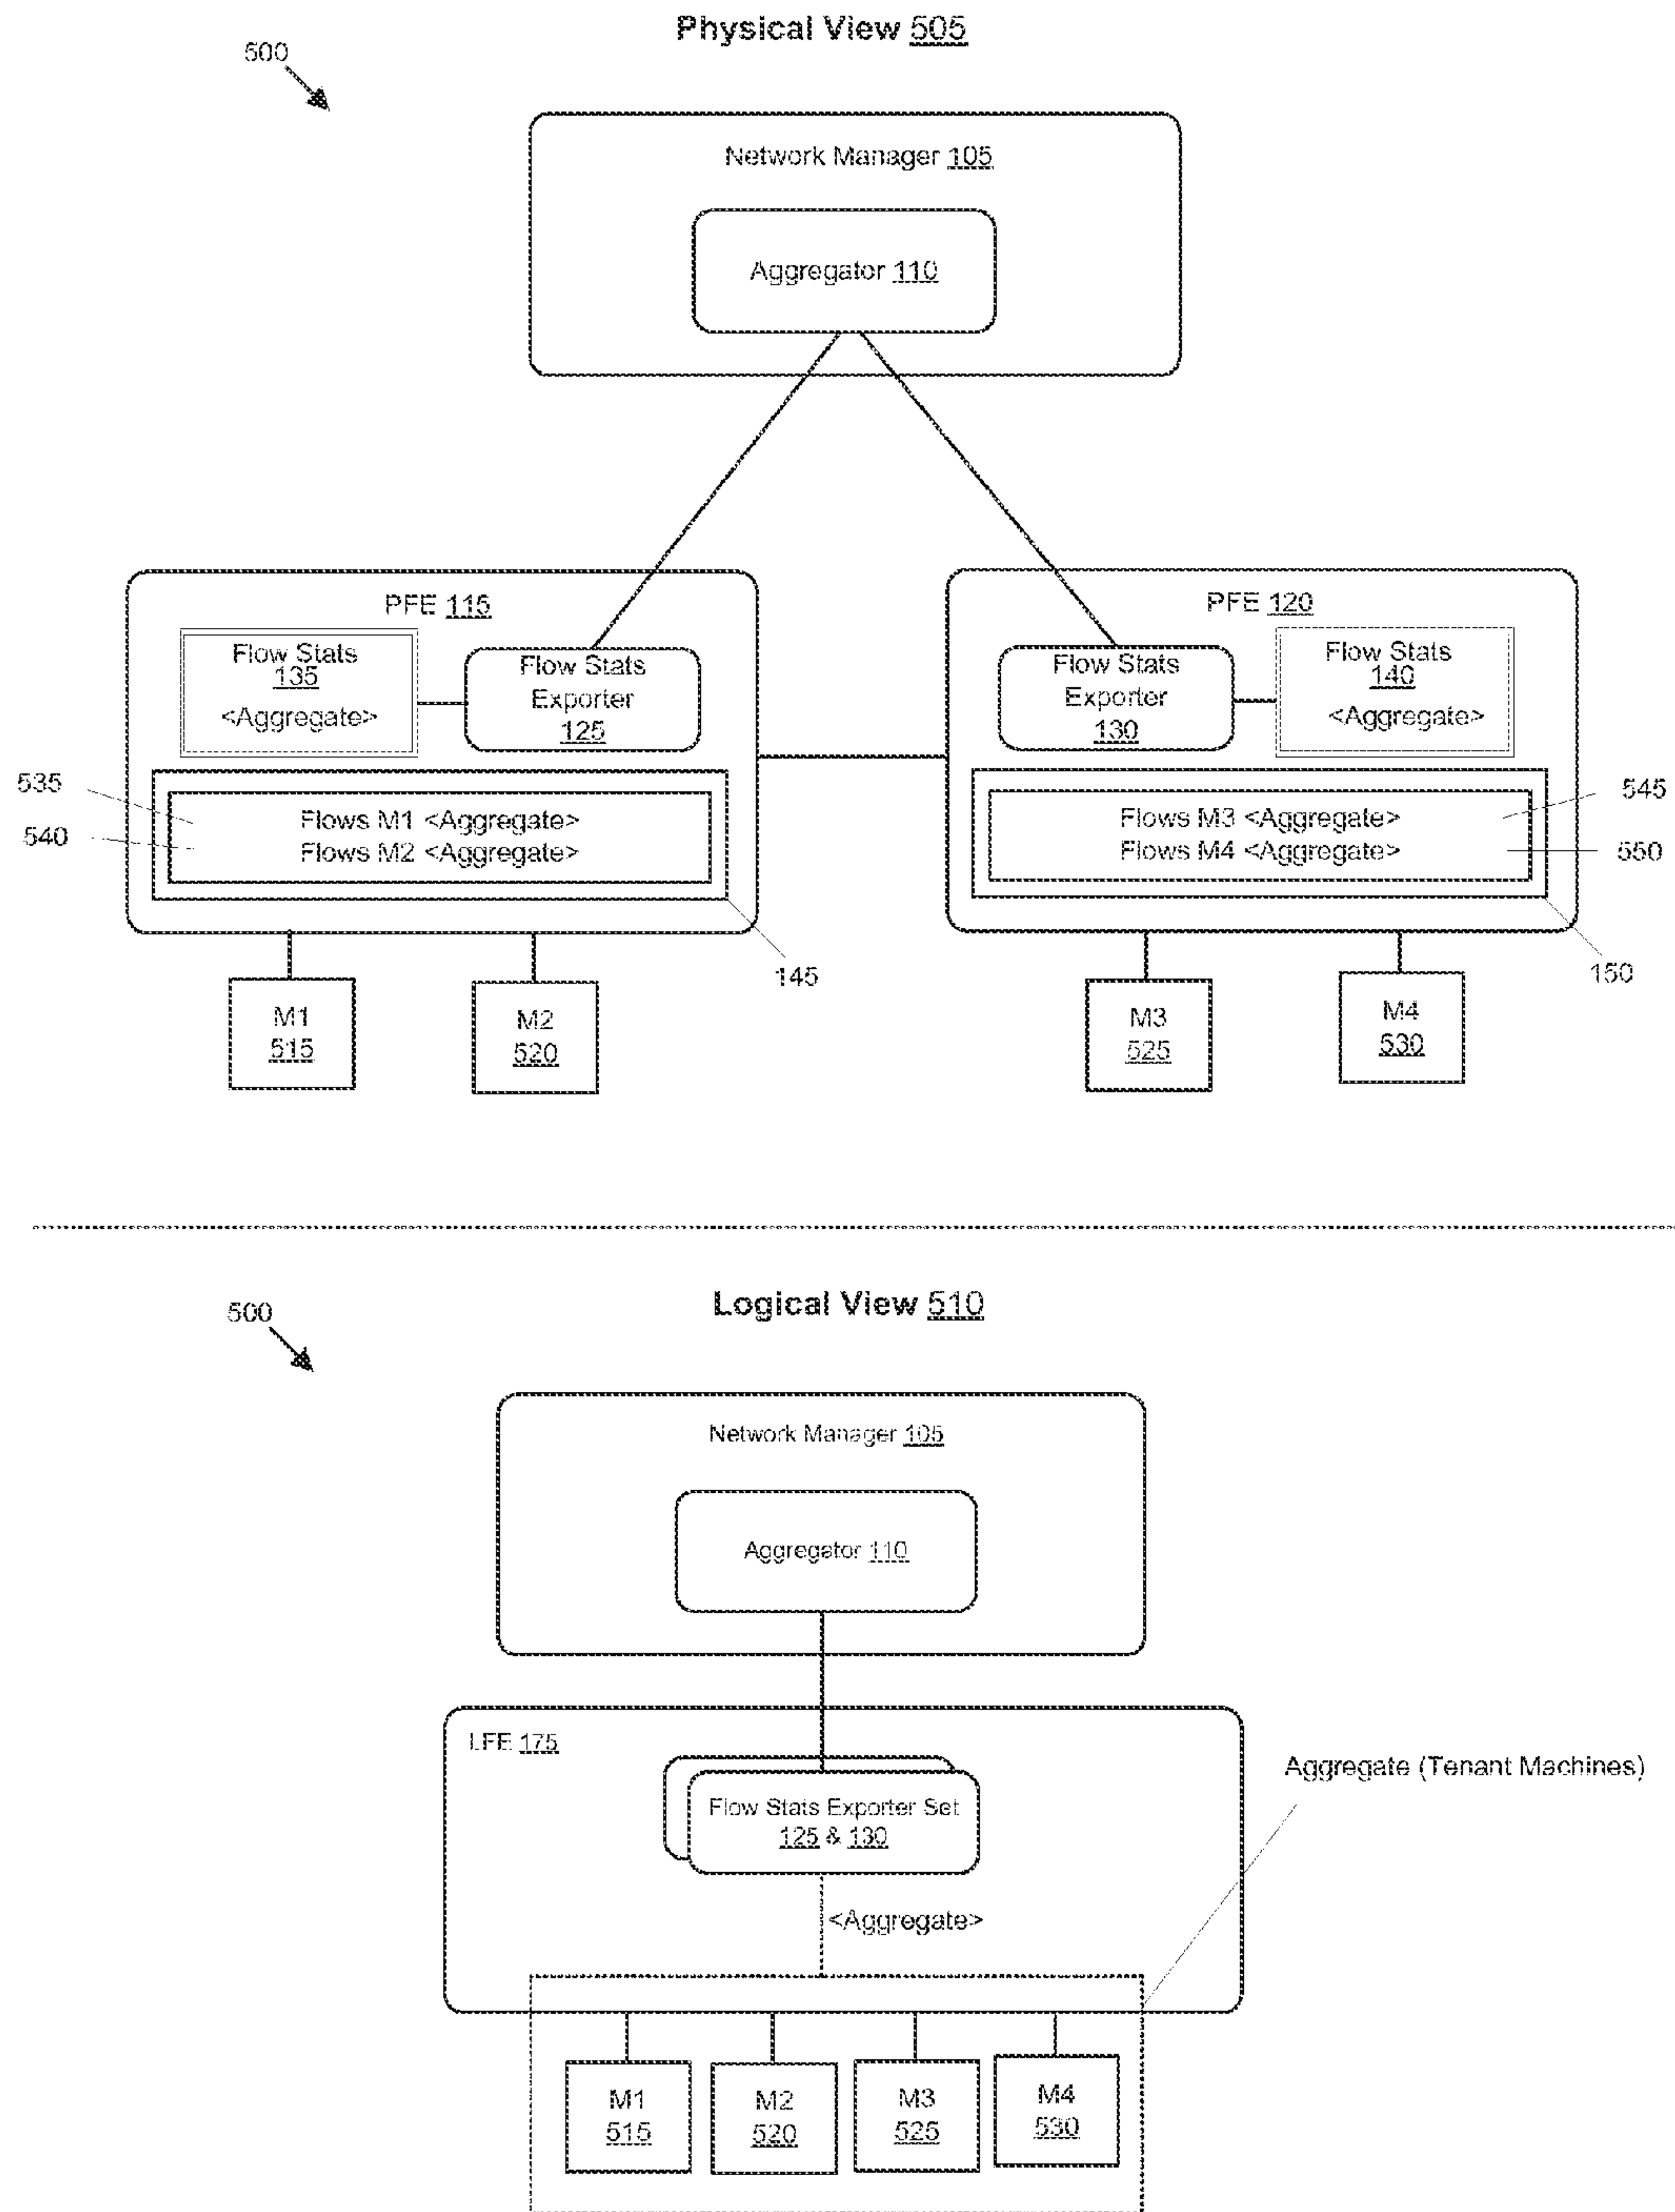 Physical View 505
500
Network Manager 105
Aggregator 110
PFE 115
Flow Stats
135
<Aggregate>
Flow Stats
Exporter
125
535
540
Flows M1 <Aggregate>
Flows M2 <Aggregate>
145
M1
515
M2
520
PFE 120
Flow Stats
Exporter
130
Flow Stats
140
<Aggregate>
Flows M3 <Aggregate>
Flows M4 <Aggregate>
545
550
150
M3
525
M4
530
Logical View 510
500
Network Manager 105
Aggregator 110
LFE 175
Flow Stats Exporter Set
125 & 130
<Aggregate>
Aggregate (Tenant Machines)
M1
515
M2
520
M3
525
M4
530